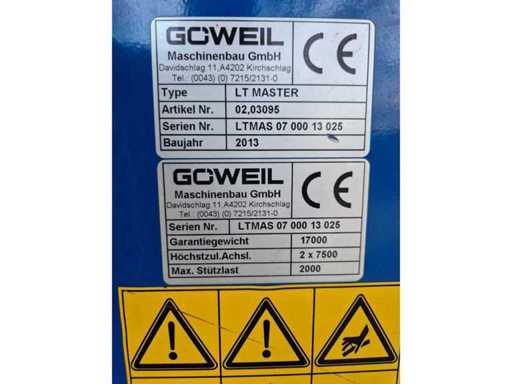 GÖWEIL
Maschinenbau GmbH
Davidschlag 11,A4202 Kirchschlag
Tel.: (0043) (0) 7215/2131-0
CE
Type LT MASTER
Artikel Nr. 02,03095
Serien Nr. LTMAS 07 000 13 025
Baujahr 2013
GÖWEIL
Maschinenbau GmbH
Davidschlag 11,A4202 Kirchschlag
Tel.: (0043) (0) 7215/2131-0
CE
Serien Nr. LTMAS 07 000 13 025
Garantiegewicht 17000
Höchstzul.Achsl. 2 x 7500
Max. Stützlast 2000